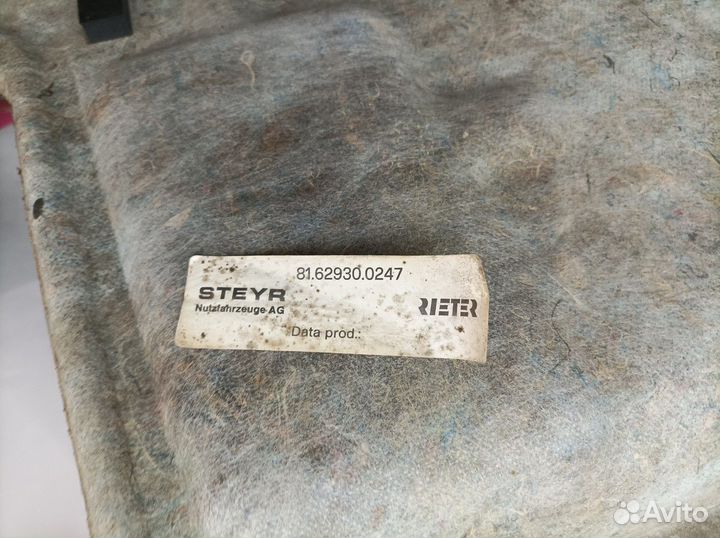 81.62930.0247
STEYR
Nutzfahrzeuge-AG
RIETER
Data prod.:
Avito